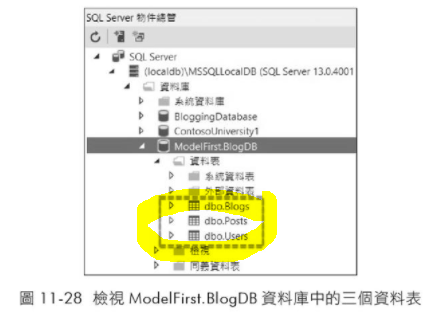 SQL Server 物件總管
SQL Server
(localdb)\MSSQLLocalDB (SQL Server 13.0.4001
資料庫
系統資料庫
BloggingDatabase
ContosoUniversity1
ModelFirst.BlogDB
資料表
系統資料表
外部資料表
dbo.Blogs
dbo.Posts
dbo.Users
檢視
同義資料表
圖 11-28 檢視 ModelFirst.BlogDB 資料庫中的三個資料表